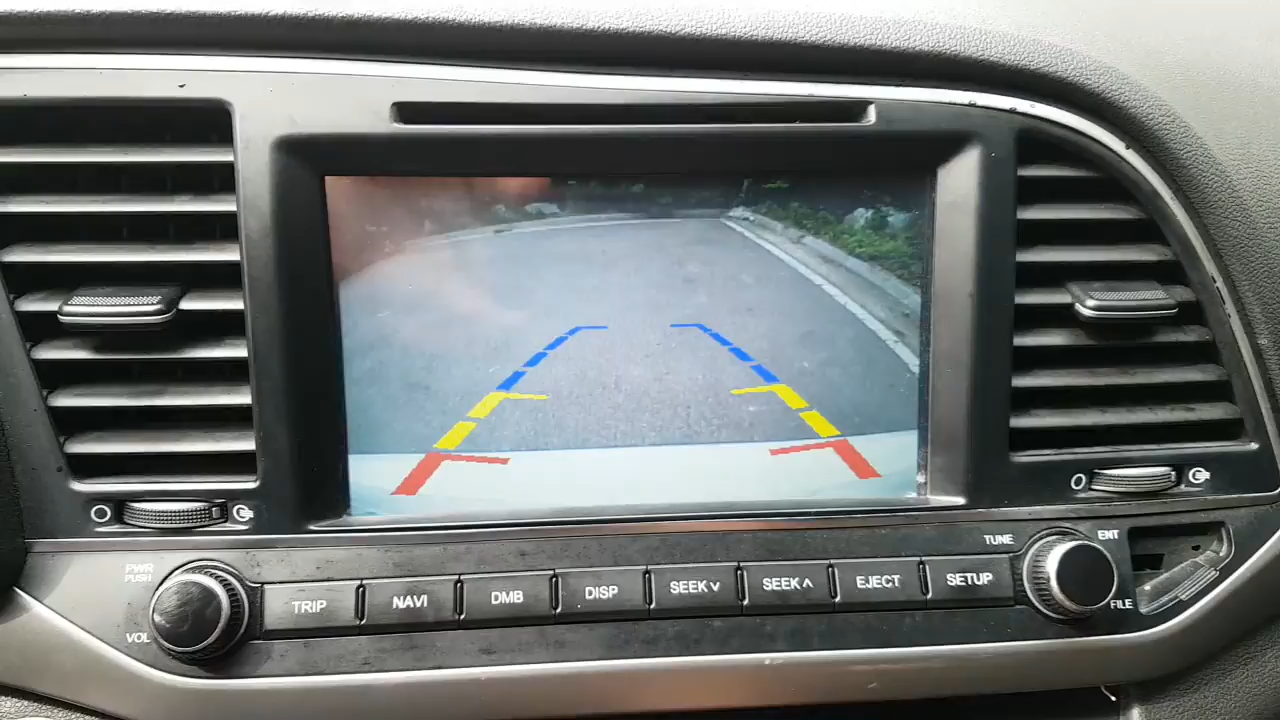 PWR
PUSH
VOL
TRIP
NAVI
DMB
DISP
SEEK ∨
SEEK ∧
EJECT
SETUP
TUNE
ENT
FILE